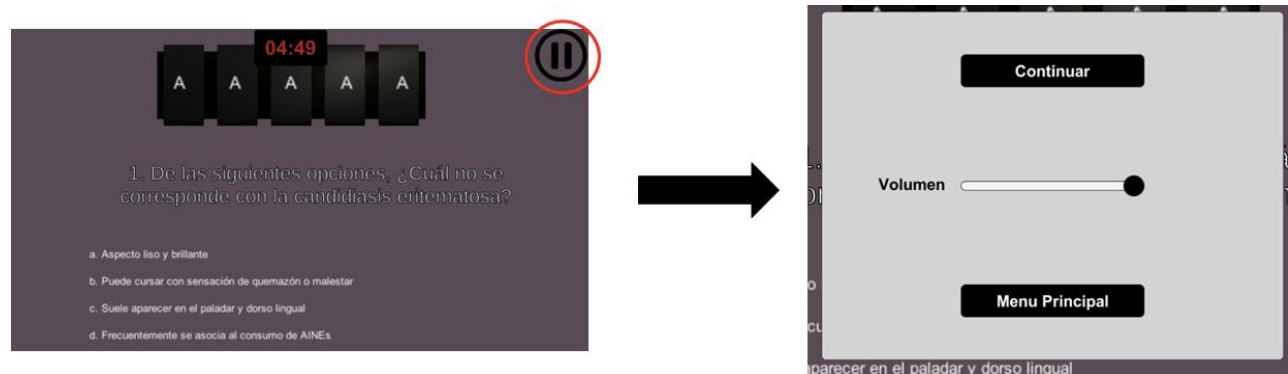 04:49
A A A A A
1. De las siguientes opciones, ¿Cuál no se
corresponde con la candidiasis eritematosa?
a. Aspecto liso y brillante
b. Puede cursar con sensación de quemazón o malestar
c. Suele aparecer en el paladar y dorso lingual
d. Frecuentemente se asocia al consumo de AINEs
Continuar
Volumen
Menu Principal
aparecer en el paladar y dorso lingual